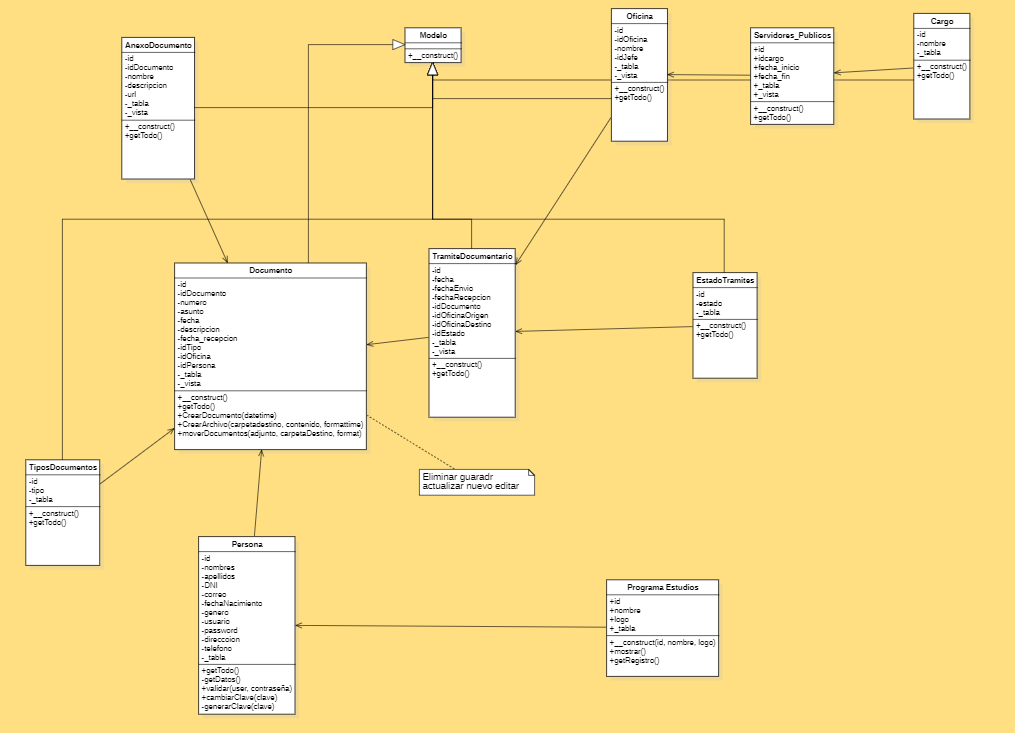 AnexoDocumento
-id
-idDocumento
-nombre
-descripcion
-url
-_tabla
-_vista
+__construct()
+getTodo()
Modelo
+__construct()
Oficina
-id
-idOficina
-nombre
-idJefe
-_tabla
-_vista
+__construct()
+getTodo()
Servidores_Publicos
+id
+idcargo
+fecha_inicio
+fecha_fin
+_tabla
+_vista
+__construct()
+getTodo()
Cargo
-id
-nombre
-_tabla
+__construct()
+getTodo()
Documento
-id
-idDocumento
-numero
-asunto
-fecha
-descripcion
-fecha_recepcion
-idTipo
-idOficina
-idPersona
-_tabla
-_vista
+__construct()
+getTodo()
+CrearDocumento(datetime)
+CrearArchivo(carpetadestino, contenido, formattime)
+moverDocumentos(adjunto, carpetaDestino, format)
TramiteDocumentario
-id
-fecha
-fechaEnvio
-fechaRecepcion
-idDocumento
-idOficinaOrigen
-idOficinaDestino
-idEstado
-_tabla
-_vista
+__construct()
+getTodo()
EstadoTramites
-id
-estado
-_tabla
+__construct()
+getTodo()
TiposDocumentos
-id
-tipo
-_tabla
+__construct()
+getTodo()
Eliminar guaradr
actualizar nuevo editar
Persona
-id
-nombres
-apellidos
-DNI
-correo
-fechaNacimiento
-genero
-usuario
-password
-direccoion
-telefono
-_tabla
+getTodo()
-getDatos()
+validar(user, contraseña)
+cambiarClave(clave)
-generarClave(clave)
Programa Estudios
+id
+nombre
+logo
+_tabla
+__construct(id, nombre, logo)
+mostrar()
+getRegistro()